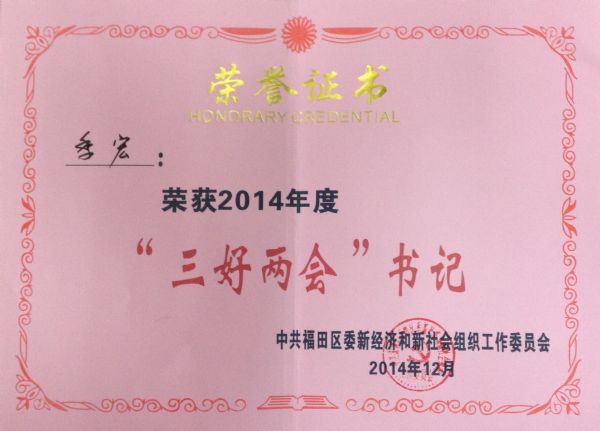 荣誉证书
HONORARY CREDENTIAL
季宏：
荣获2014年度
“三好两会”书记
中共福田区委新经济和新社会组织工作委员会
2014年12月